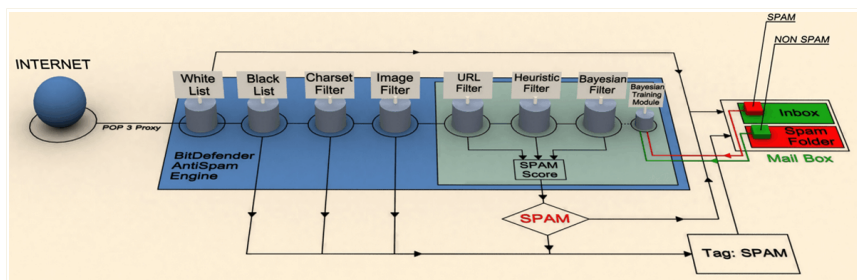 SPAM
NON SPAM
INTERNET
White
List
Black
List
Charset
Filter
Image
Filter
URL
Filter
Heuristic
Filter
Bayesian
Filter
Bayesian
Training
Module
POP 3 Proxy
Inbox
Spam
Folder
Mail Box
BitDefender
AntiSpam
Engine
SPAM
Score
SPAM
Tag: SPAM